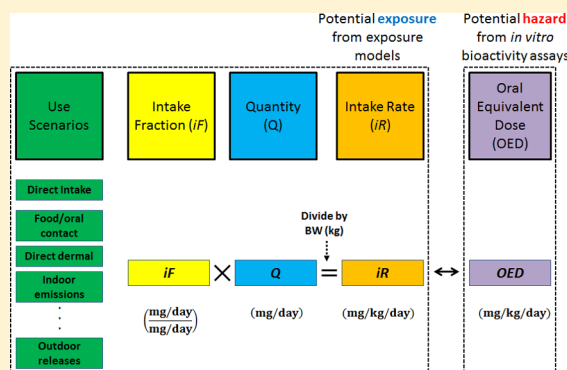 Potential exposure
from exposure
models
Potential hazard
from in vitro
bioactivity assays
Use
Scenarios
Intake
Fraction (iF)
Quantity
(Q)
Intake Rate
(iR)
Oral
Equivalent
Dose
(OED)
Direct Intake
Food/oral
contact
Direct dermal
Indoor
emissions
.
.
.
Outdoor
releases
Divide by
BW (kg)
iF × Q = iR ↔ OED
(mg/day / mg/day)
(mg/day)
(mg/kg/day)
(mg/kg/day)